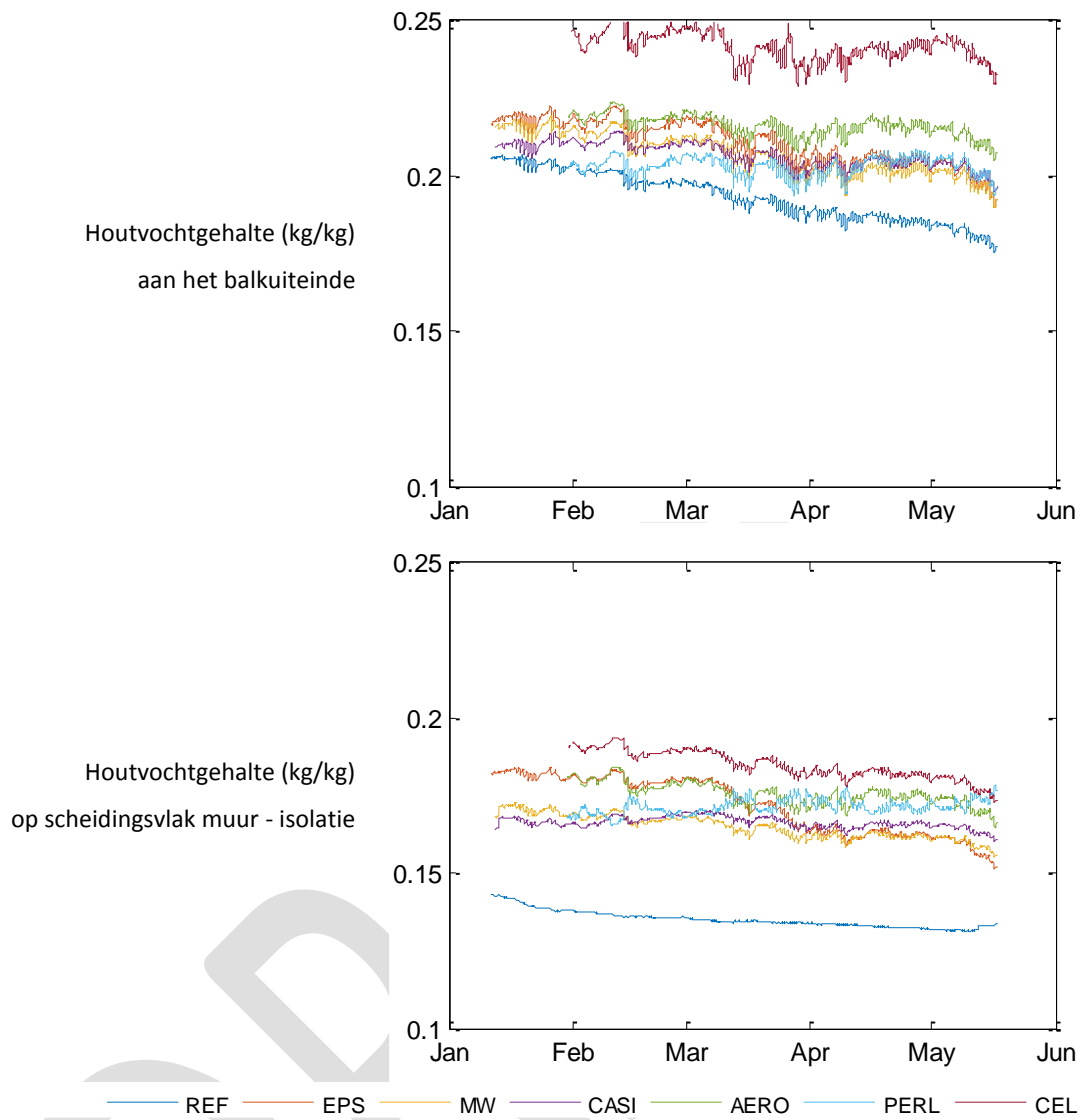 0.25
0.2
Houtvochtgehalte (kg/kg)
aan het balkuiteinde
0.15
0.1
Jan Feb Mar Apr May Jun
0.25
0.2
Houtvochtgehalte (kg/kg)
op scheidingsvlak muur - isolatie
0.15
0.1
Jan Feb Mar Apr May Jun
REF EPS MW CASI AERO PERL CEL